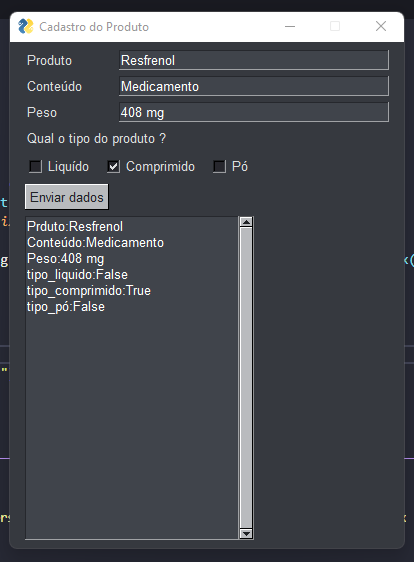 Cadastro do Produto
Produto Resfrenol
Conteúdo Medicamento
Peso 408 mg
Qual o tipo do produto ?
Liquído Comprimido Pó
Enviar dados
Prduto:Resfrenol
Conteúdo:Medicamento
Peso:408 mg
tipo_liquido:False
tipo_comprimido:True
tipo_pó:False